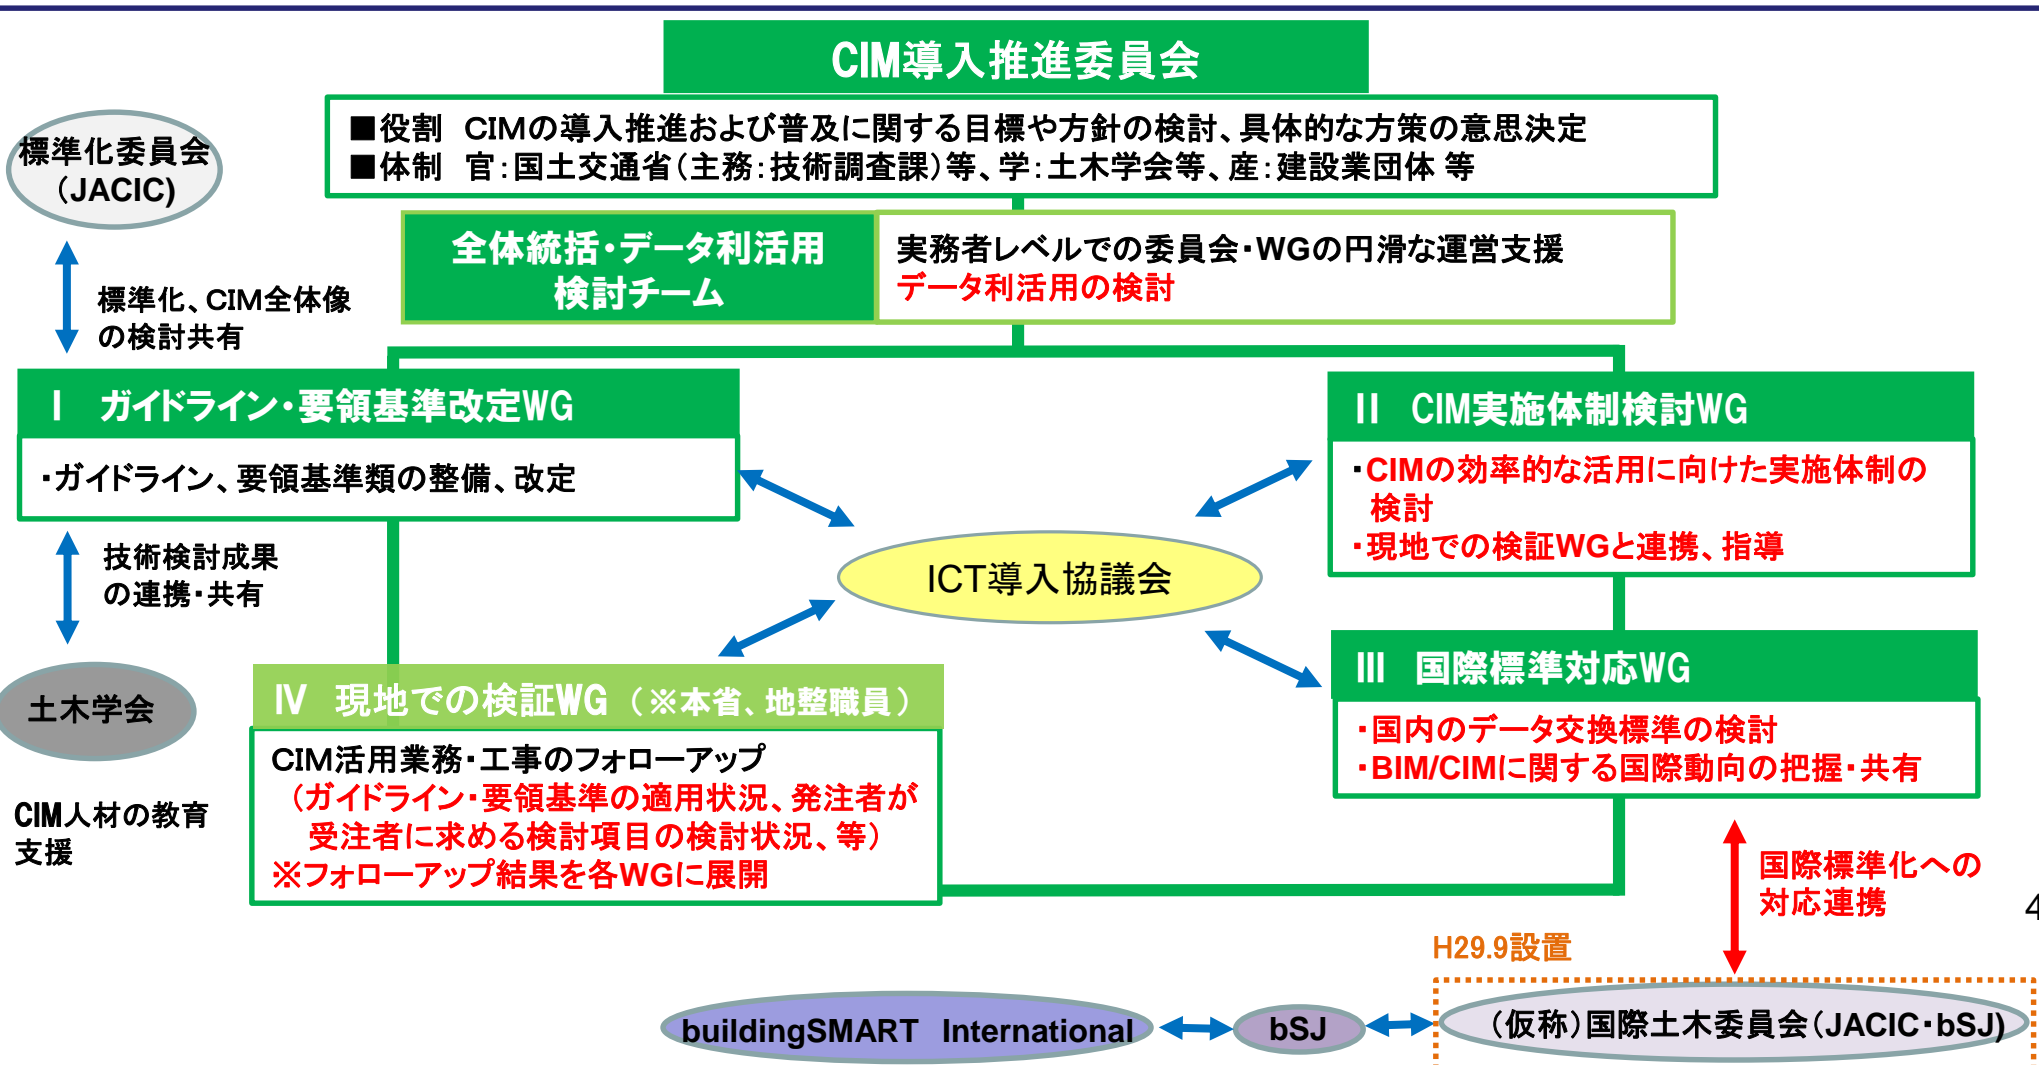 CIM導入推進委員会
■役割　CIMの導入推進および普及に関する目標や方針の検討、具体的な方策の意思決定
■体制　官：国土交通省（主務：技術調査課）等、学：土木学会等、産：建設業団体 等
標準化委員会
（JACIC)
全体統括・データ利活用
検討チーム
実務者レベルでの委員会・WGの円滑な運営支援
データ利活用の検討
標準化、CIM全体像
の検討共有
Ⅰ　ガイドライン・要領基準改定WG
・ガイドライン、要領基準類の整備、改定
Ⅱ　CIM実施体制検討WG
・CIMの効率的な活用に向けた実施体制の
検討
・現地での検証WGと連携、指導
技術検討成果
の連携・共有
ICT導入協議会
土木学会
CIM人材の教育
支援
Ⅳ　現地での検証WG（※本省、地整職員）
CIM活用業務・工事のフォローアップ
（ガイドライン・要領基準の適用状況、発注者が
受注者に求める検討項目の検討状況、等）
※フォローアップ結果を各WGに展開
Ⅲ　国際標準対応WG
・国内のデータ交換標準の検討
・BIM/CIMに関する国際動向の把握・共有
国際標準化への
対応連携
4
H29.9設置
buildingSMART　International
bSJ
（仮称）国際土木委員会（JACIC・bSJ)